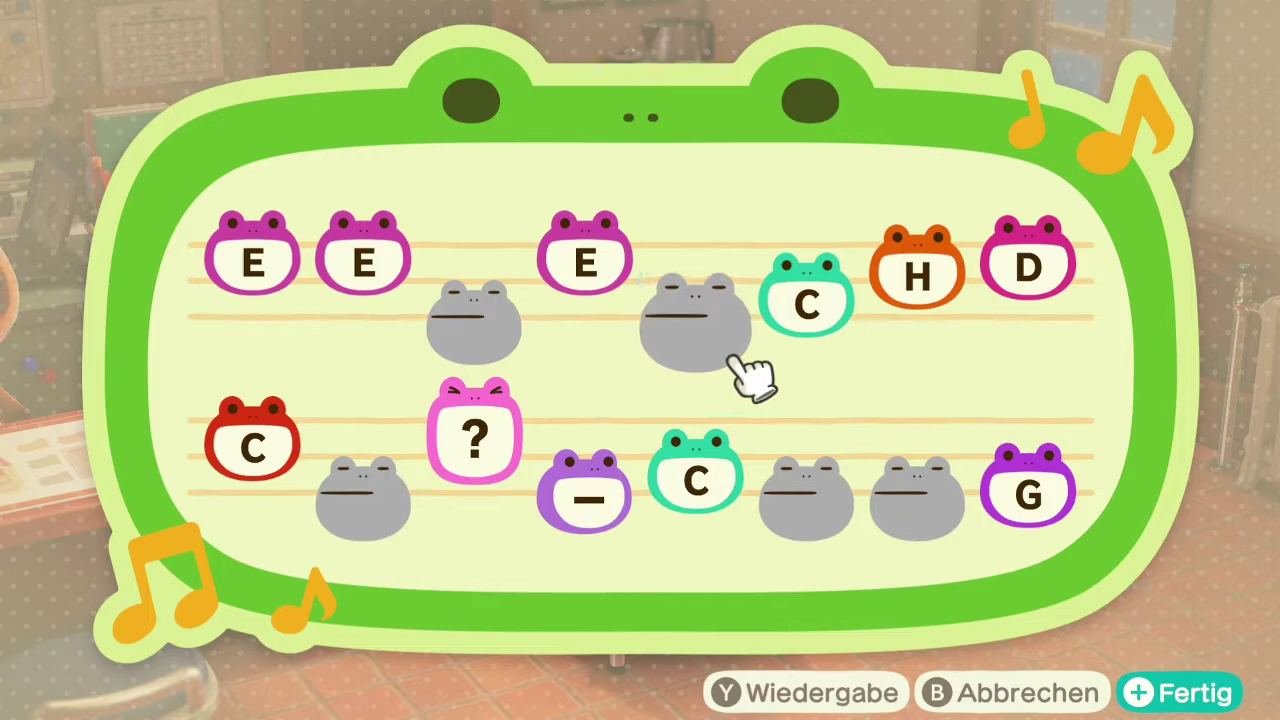 E E E C H D
C ? – C G
Y Wiedergabe B Abbrechen + Fertig